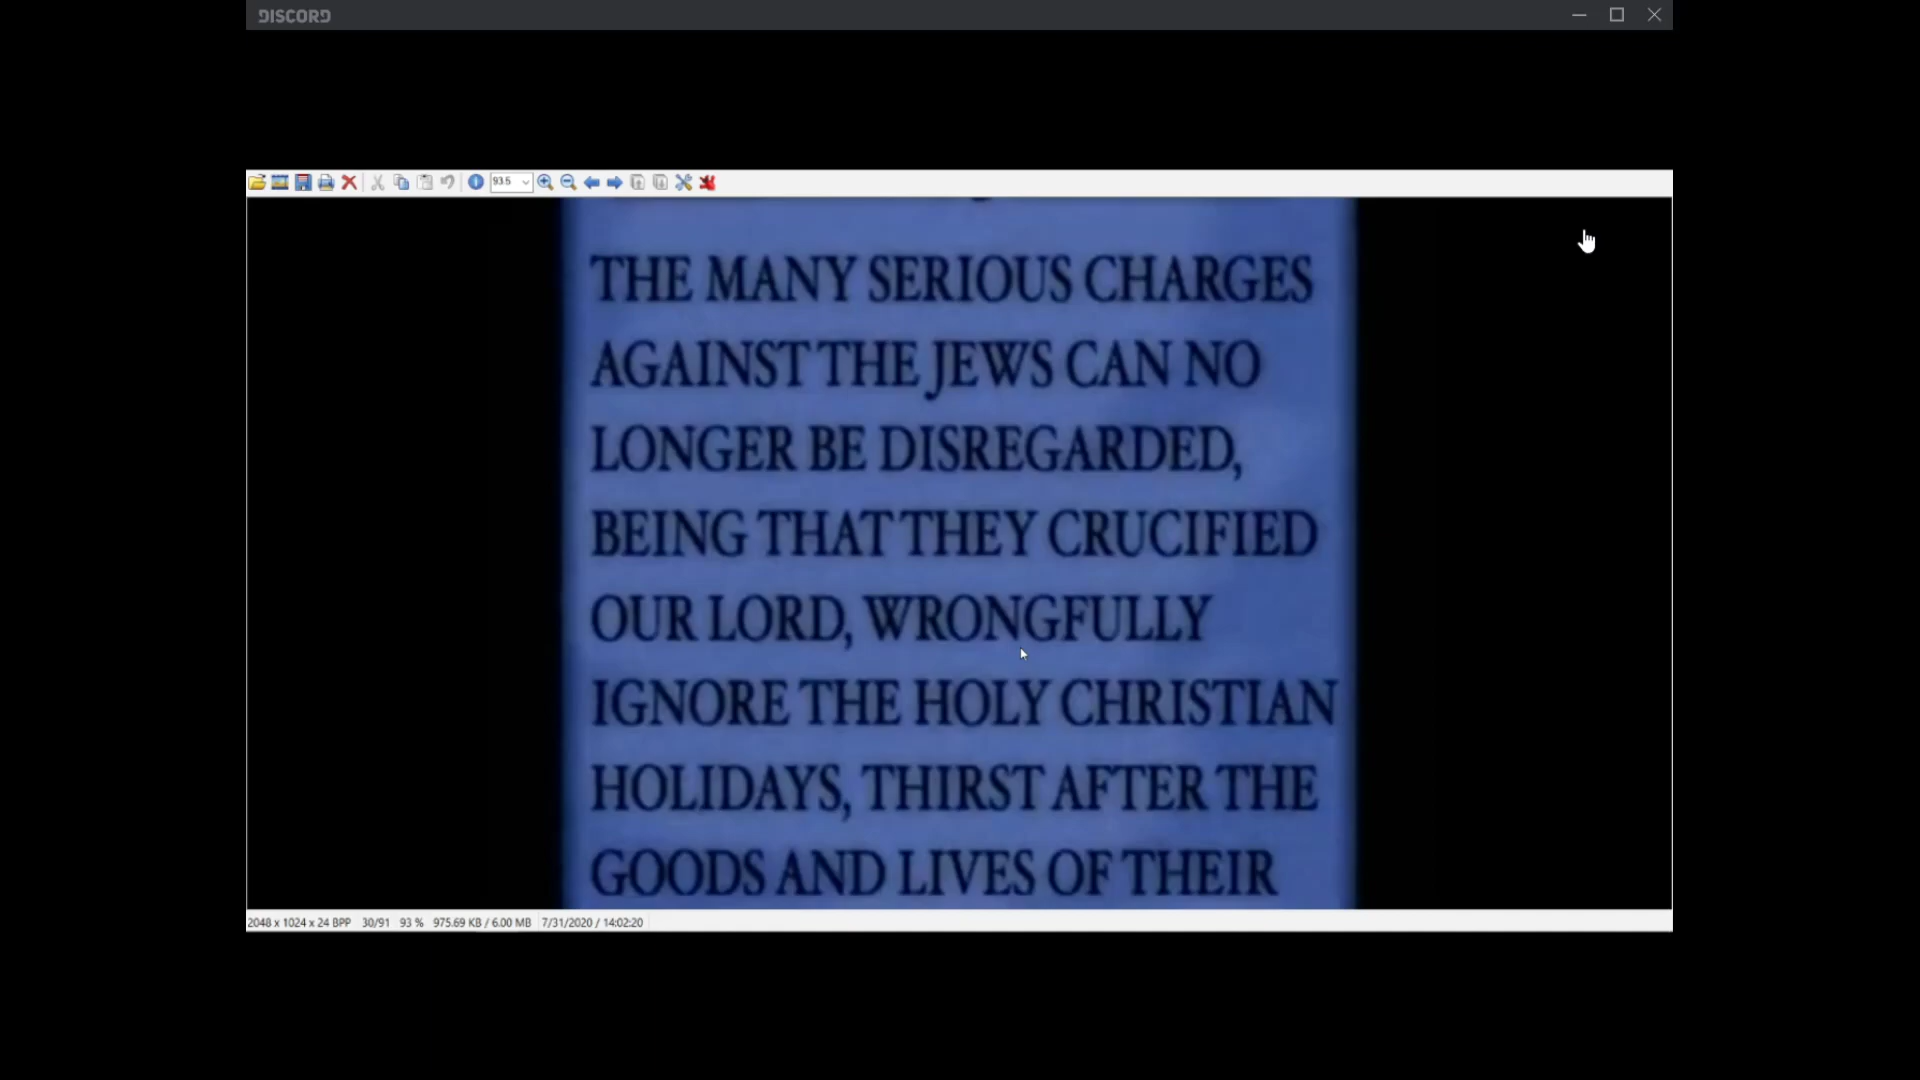 DISCORD
93.5
THE MANY SERIOUS CHARGES
AGAINST THE JEWS CAN NO
LONGER BE DISREGARDED,
BEING THAT THEY CRUCIFIED
OUR LORD, WRONGFULLY
IGNORE THE HOLY CHRISTIAN
HOLIDAYS, THIRST AFTER THE
GOODS AND LIVES OF THEIR
2048 x 1024 x 24 BPP 30/91 93 % 975.69 KB / 6.00 MB 7/31/2020 / 14:02:20